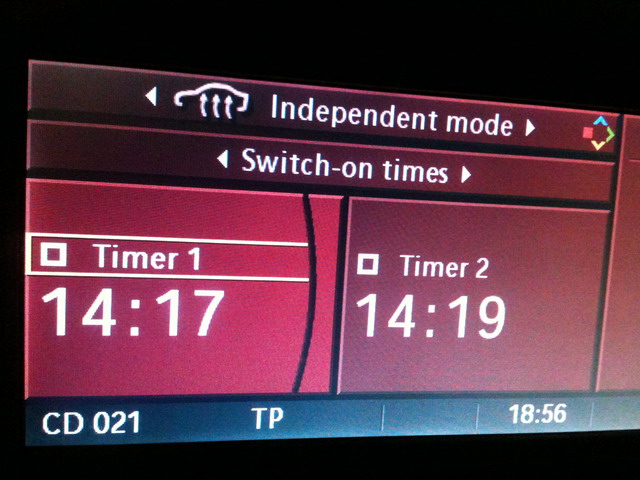 Independent mode
Switch-on times
Timer 1
14:17
Timer 2
14:19
CD 021
TP
18:56